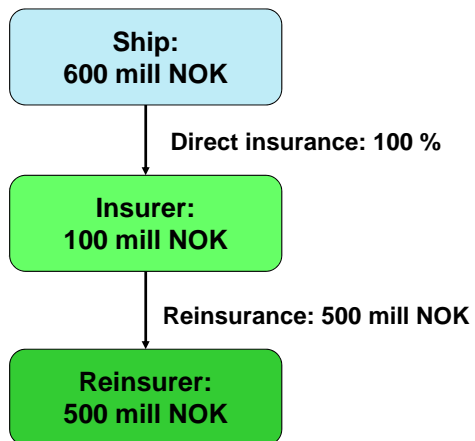 Ship:
600 mill NOK
Direct insurance: 100 %
Insurer:
100 mill NOK
Reinsurance: 500 mill NOK
Reinsurer:
500 mill NOK